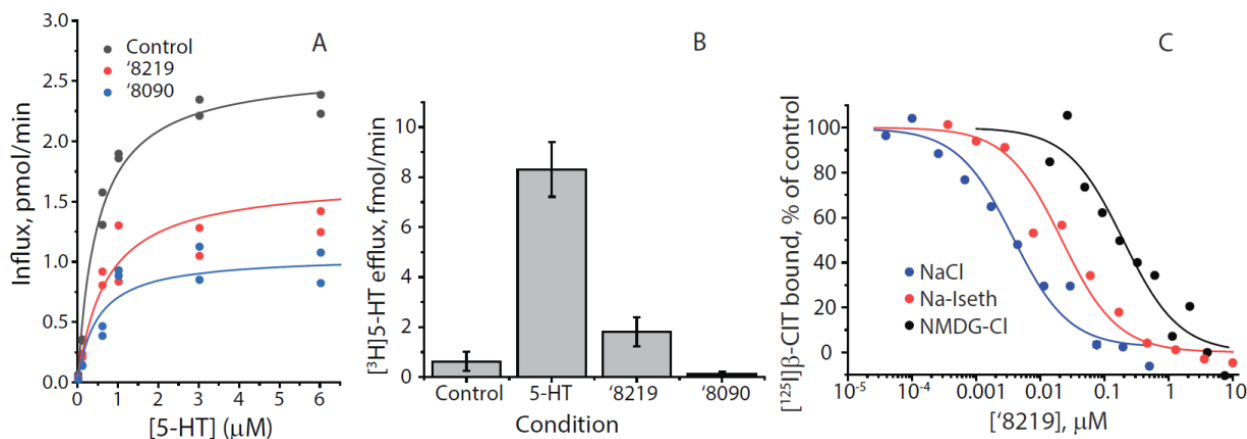 A
Control
'8219
'8090
Influx, pmol/min
3.0
2.5
2.0
1.5
1.0
0.5
0.0
0 1 2 3 4 5 6
[5-HT] (μM)
B
[³H]5-HT efflux, fmol/min
10
8
6
4
2
0
Control 5-HT '8219 '8090
Condition
C
[¹²⁵I]β-CIT bound, % of control
100
80
60
40
20
0
NaCl
Na-Iseth
NMDG-Cl
10⁻⁵ 10⁻⁴ 0.001 0.01 0.1 1 10
['8219], μM